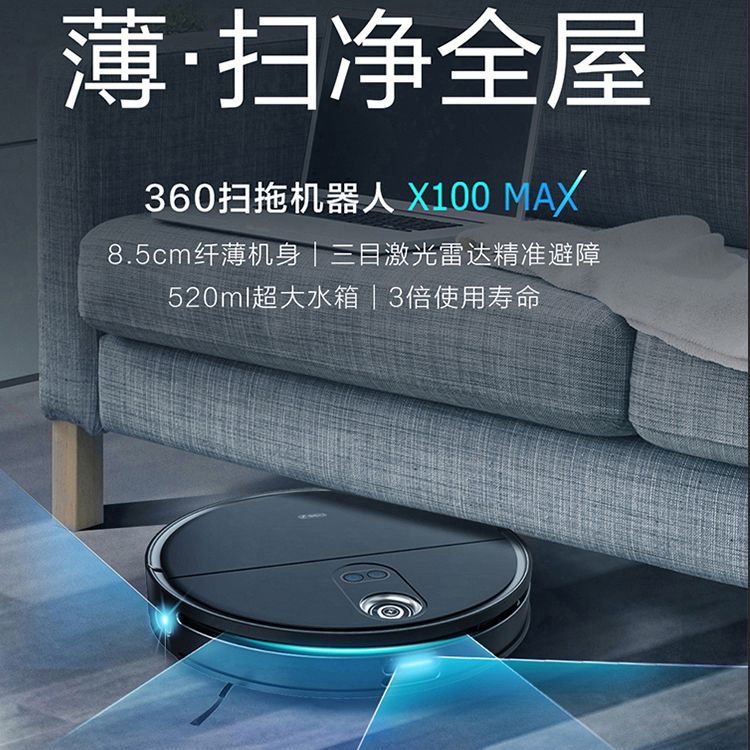 薄·扫净全屋
360扫拖机器人 X100 MAX
8.5cm纤薄机身｜三目激光雷达精准避障
520ml超大水箱｜3倍使用寿命